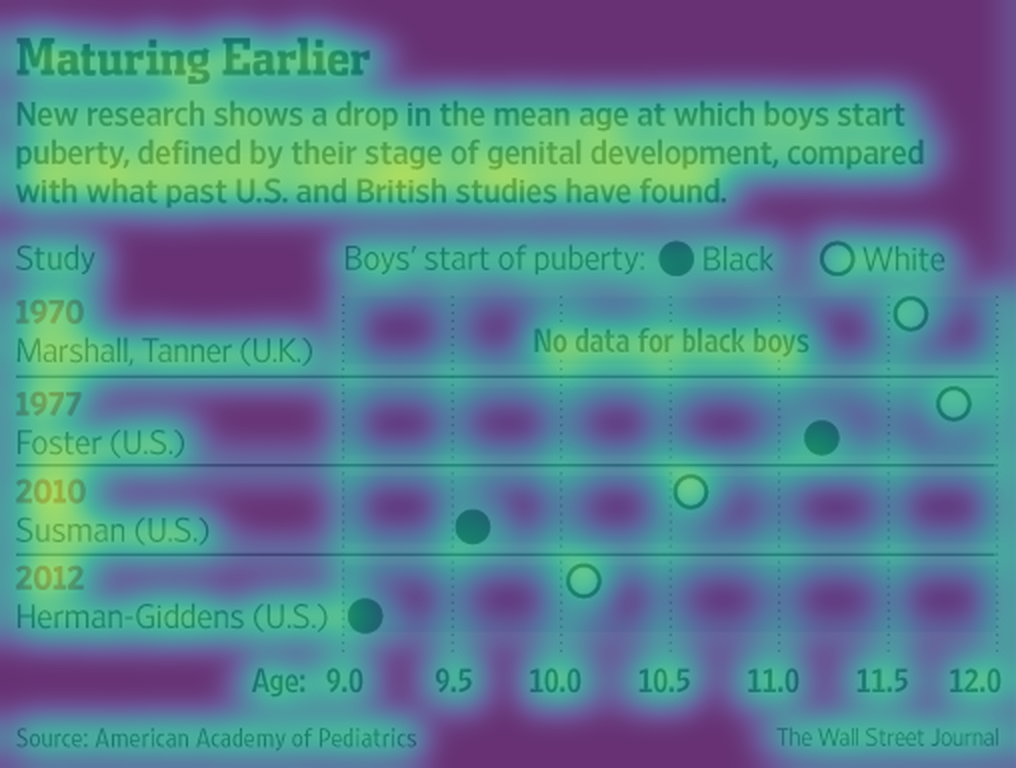 Maturing Earlier
New research shows a drop in the mean age at which boys start
puberty, defined by their stage of genital development, compared
with what past U.S. and British studies have found.
Study
Boys' start of puberty: Black White
1970
Marshall, Tanner (U.K.)
No data for black boys
1977
Foster (U.S.)
2010
Susman (U.S.)
2012
Herman-Giddens (U.S.)
Age: 9.0 9.5 10.0 10.5 11.0 11.5 12.0
Source: American Academy of Pediatrics
The Wall Street Journal